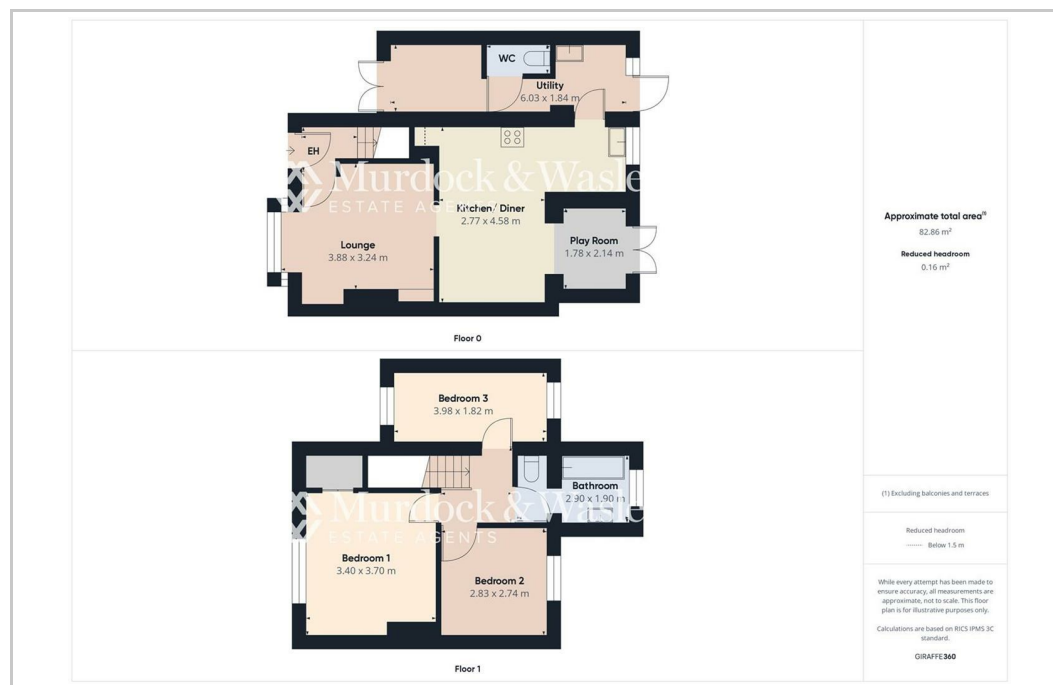 WC
Utility
6.03 x 1.84 m
EH
Murdock & Wasle
ESTATE AGENTS
Kitchen / Diner
2.77 x 4.58 m
Play Room
1.78 x 2.14 m
Lounge
3.88 x 3.24 m
Floor 0
Bedroom 3
3.98 x 1.82 m
Bathroom
2.90 x 1.90 m
Murdock & Wasle
ESTATE AGENTS
Bedroom 1
3.40 x 3.70 m
Bedroom 2
2.83 x 2.74 m
Floor 1
Approximate total area(1)
82.86 m²
Reduced headroom
0.16 m²
(1) Excluding balconies and terraces
Reduced headroom
........ Below 1.5 m
While every attempt has been made to
ensure accuracy, all measurements are
approximate, not to scale. This floor
plan is for illustrative purposes only.
Calculations are based on RICS IPMS 3C
standard.
GIRAFFE360